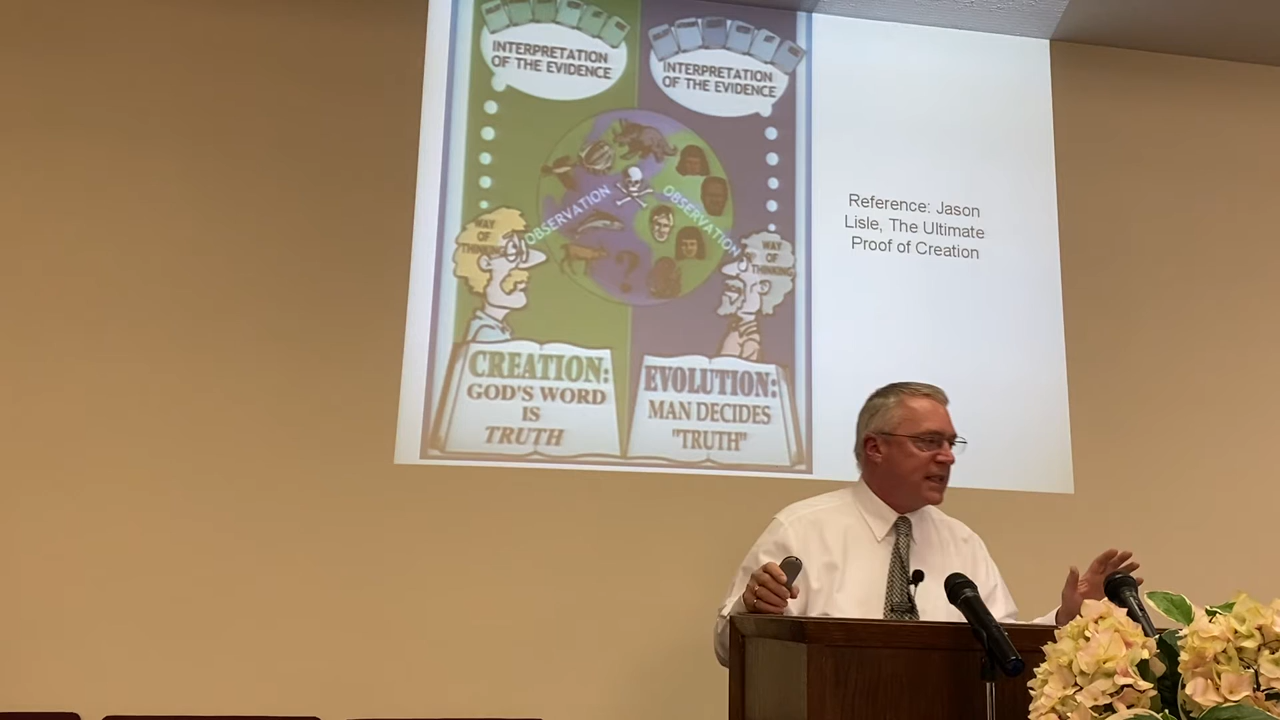 INTERPRETATION
OF THE EVIDENCE
INTERPRETATION
OF THE EVIDENCE
OBSERVATION
OBSERVATION
WAY
OF
THINKING
WAY
OF
THINKING
?
CREATION:
GOD'S WORD
IS
TRUTH
EVOLUTION:
MAN DECIDES
"TRUTH"
Reference: Jason
Lisle, The Ultimate
Proof of Creation